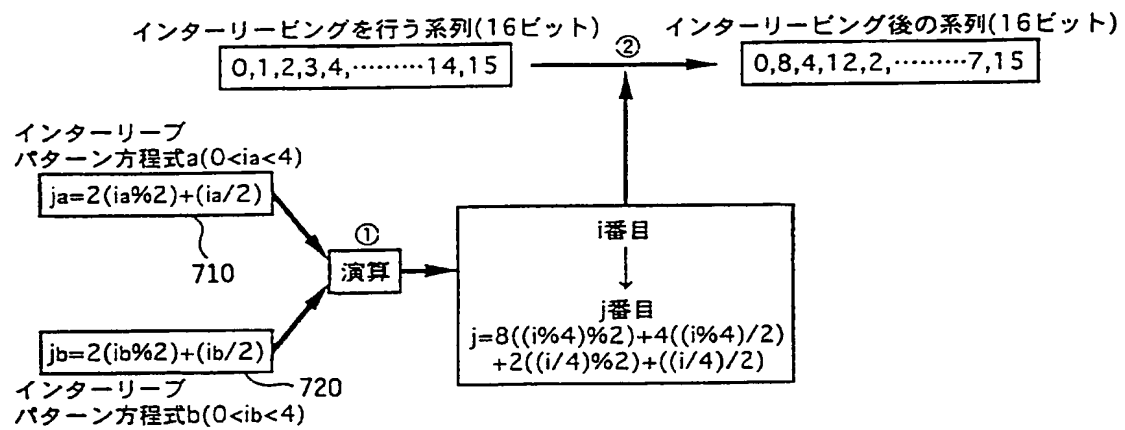 インターリービングを行う系列(16ビット)
0,1,2,3,4,………14,15
②
インターリービング後の系列(16ビット)
0,8,4,12,2,………7,15
インターリーブ
パターン方程式a(0<ia<4)
ja=2(ia%2)+(ia/2)
710
①
演算
i番目
j番目
j=8((i%4)%2)+4((i%4)/2)
+2((i/4)%2)+((i/4)/2)
jb=2(ib%2)+(ib/2)
720
インターリーブ
パターン方程式b(0<ib<4)